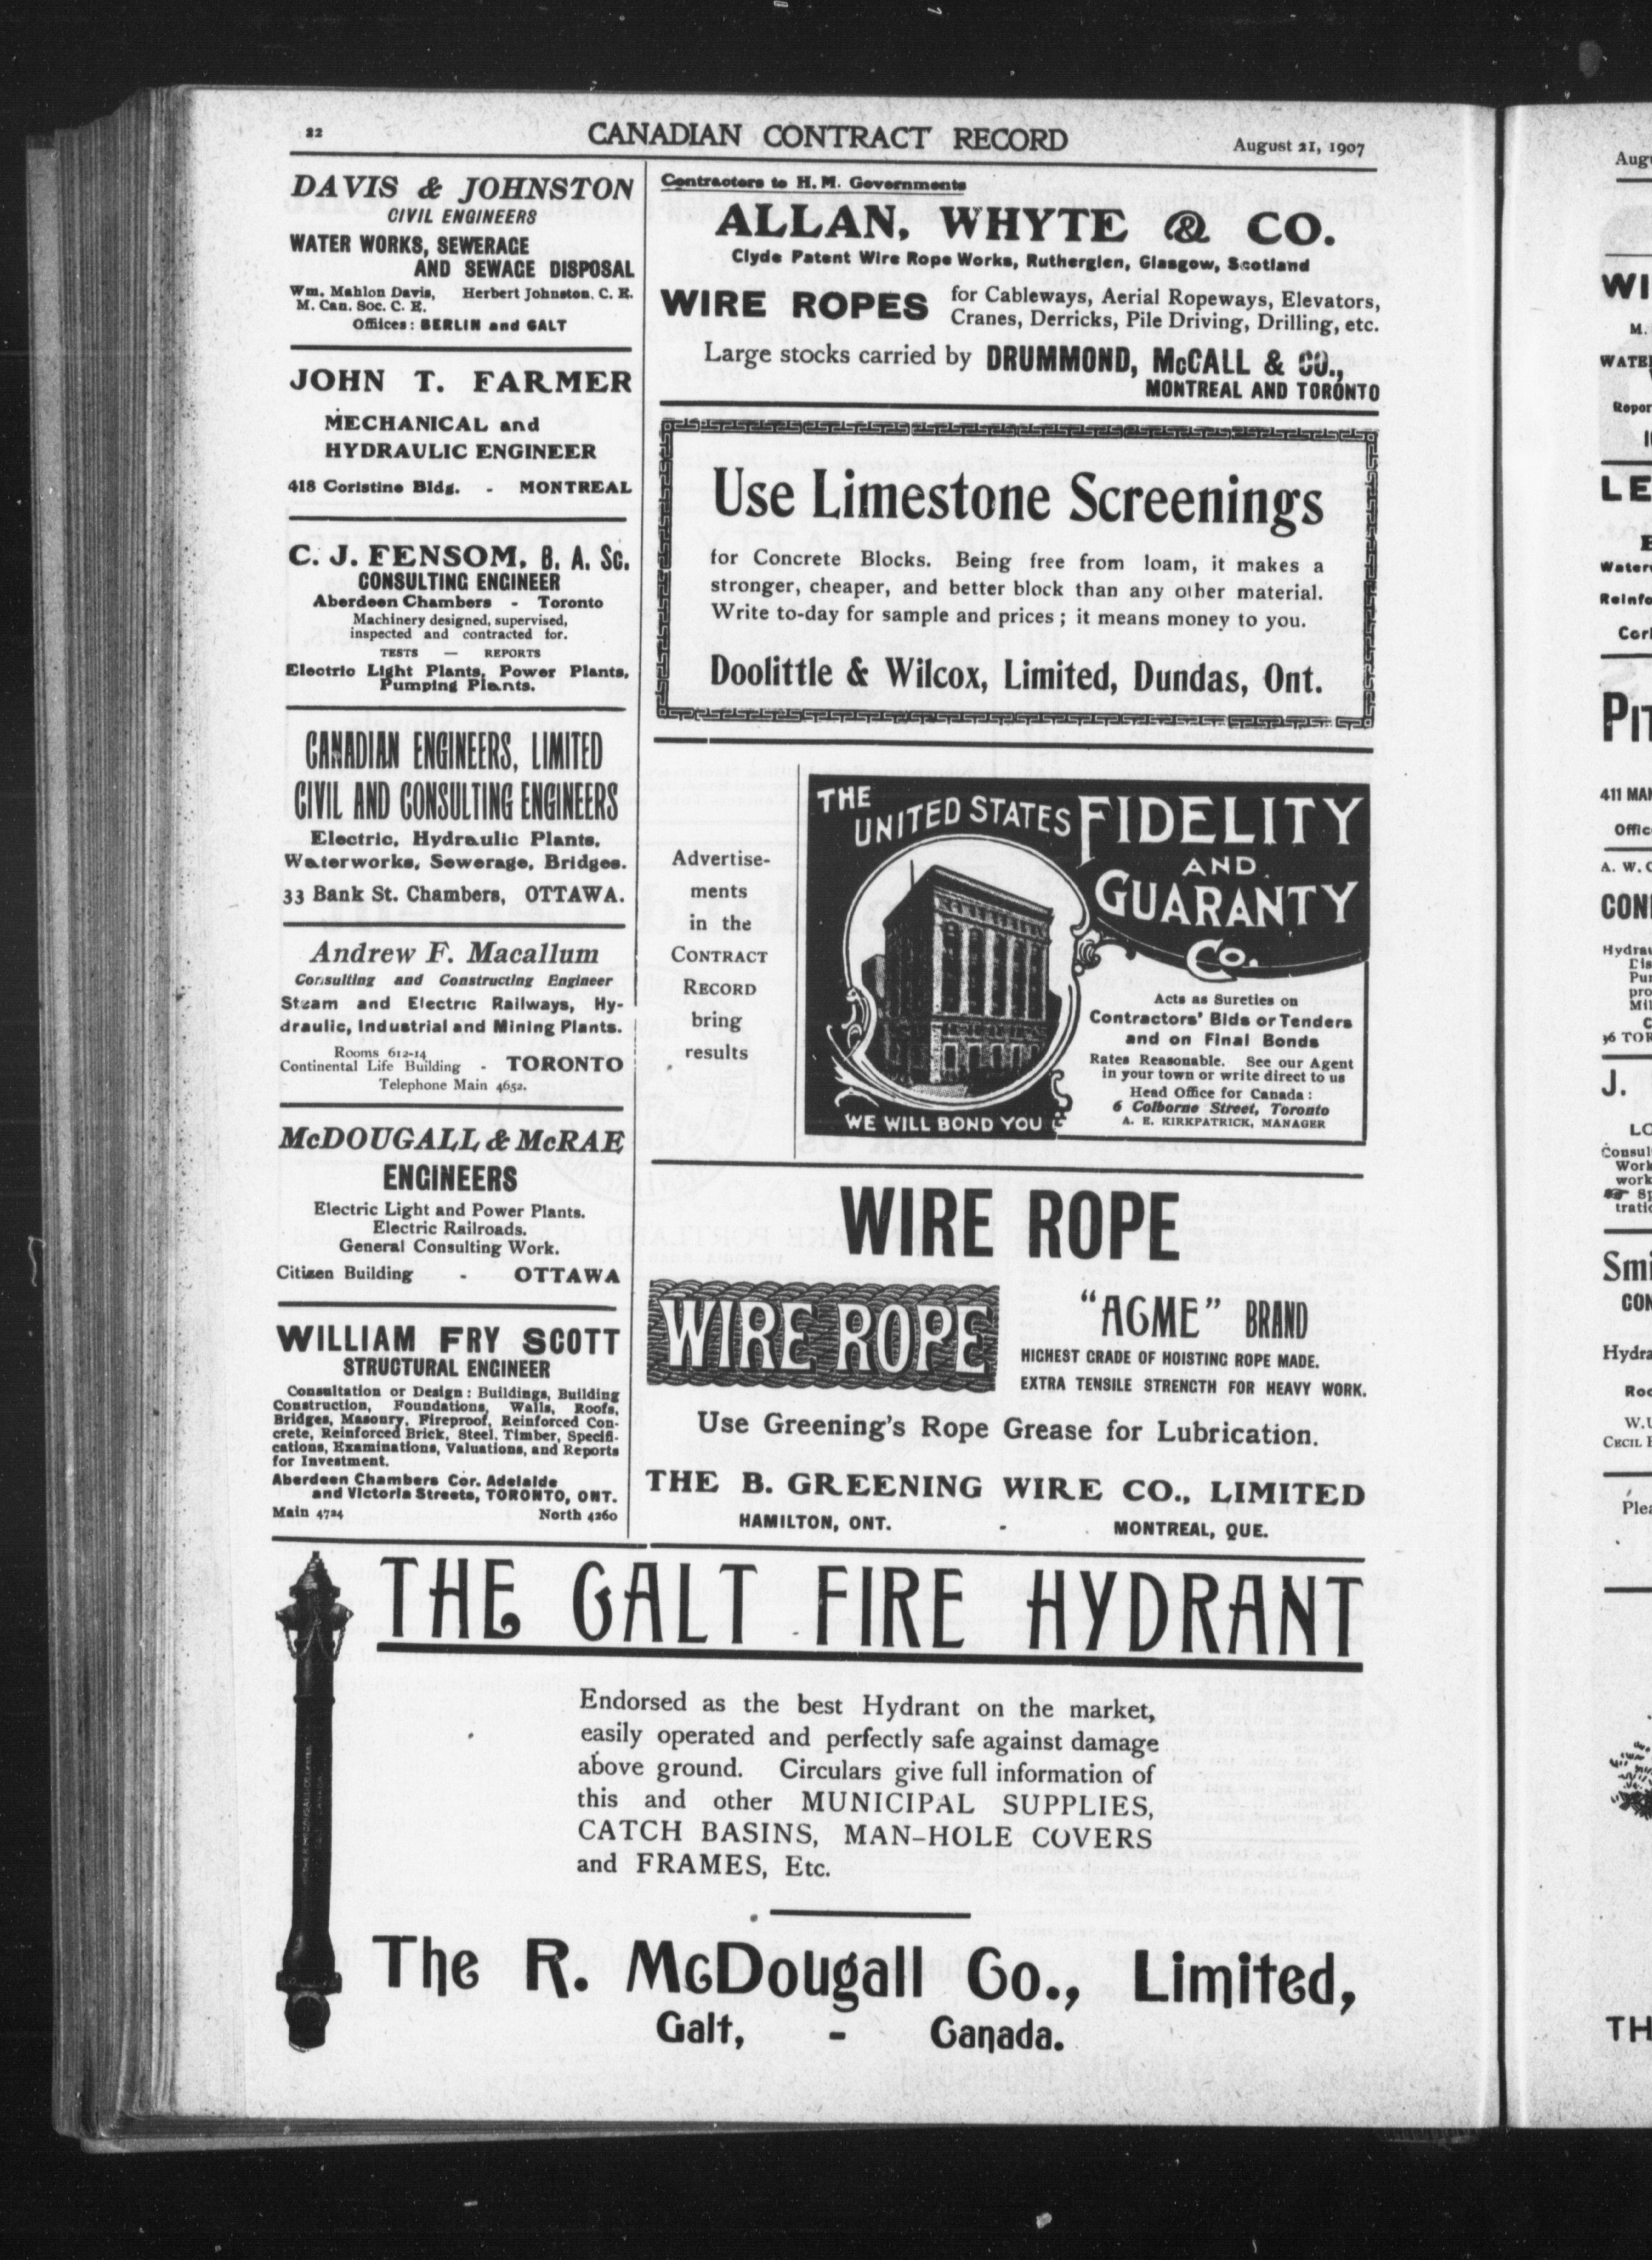 22
CANADIAN CONTRACT RECORD
August 21, 1907
DAVIS & JOHNSTON
CIVIL ENGINEERS
WATER WORKS, SEWERAGE
AND SEWAGE DISPOSAL
Wm. Mahlon Davis, Herbert Johnston. C. E.
M. Can. Soc. C. E.
Offiices: BERLIN and GALT
JOHN T. FARMER
MECHANICAL and
HYDRAULIC ENGINEER
418 Coristine Bldg. - MONTREAL
C. J. FENSOM, B. A. Sc.
CONSULTING ENGINEER
Aberdeen Chambers - Toronto
Machinery designed, supervised,
inspected and contracted for.
TESTS — REPORTS
Electric Light Plants, Power Plants,
Pumping Plants.
CANADIAN ENGINEERS, LIMITED
CIVIL AND CONSULTING ENGINEERS
Electric, Hydraulic Plants,
Waterworks, Sewerage, Bridges.
33 Bank St. Chambers, OTTAWA.
Andrew F. Macallum
Consulting and Constructing Engineer
Steam and Electric Railways, Hy-
draulic, Industrial and Mining Plants.
Rooms 612-14
Continental Life Building - TORONTO
Telephone Main 4652.
McDOUGALL & McRAE
ENGINEERS
Electric Light and Power Plants.
Electric Railroads.
General Consulting Work.
Citizen Building - OTTAWA
WILLIAM FRY SCOTT
STRUCTURAL ENGINEER
Consultation or Design: Buildings, Building
Construction, Foundations, Walls, Roofs,
Bridges, Masonry, Fireproof, Reinforced Con-
crete, Reinforced Brick, Steel, Timber, Specifi-
cations, Examinations, Valuations, and Reports
for Investment.
Aberdeen Chambers Cor. Adelaide
and Victoria Streets, TORONTO, ONT.
Main 4724 North 4260
Contractors to H. M. Governments
ALLAN, WHYTE & CO.
Clyde Patent Wire Rope Works, Rutherglen, Glasgow, Scotland
WIRE ROPES for Cableways, Aerial Ropeways, Elevators,
Cranes, Derricks, Pile Driving, Drilling, etc.
Large stocks carried by DRUMMOND, McCALL & CO.,
MONTREAL AND TORONTO
Use Limestone Screenings
for Concrete Blocks. Being free from loam, it makes a
stronger, cheaper, and better block than any other material.
Write to-day for sample and prices; it means money to you.
Doolittle & Wilcox, Limited, Dundas, Ont.
Advertise-
ments
in the
CONTRACT
RECORD
bring
results
THE
UNITED STATES
FIDELITY
AND
GUARANTY
Co.
Acts as Sureties on
Contractors' Bids or Tenders
and on Final Bonds
Rates Reasonable. See our Agent
in your town or write direct to us
Head Office for Canada:
6 Colborne Street, Toronto
A. E. KIRKPATRICK, MANAGER
WE WILL BOND YOU
WIRE ROPE
WIRE ROPE
"ACME" BRAND
HIGHEST GRADE OF HOISTING ROPE MADE.
EXTRA TENSILE STRENGTH FOR HEAVY WORK.
Use Greening's Rope Grease for Lubrication.
THE B. GREENING WIRE CO., LIMITED
HAMILTON, ONT. - MONTREAL, QUE.
THE GALT FIRE HYDRANT
Endorsed as the best Hydrant on the market,
easily operated and perfectly safe against damage
above ground. Circulars give full information of
this and other MUNICIPAL SUPPLIES,
CATCH BASINS, MAN-HOLE COVERS
and FRAMES, Etc.
The R. McDougall Co., Limited,
Galt, - Canada.